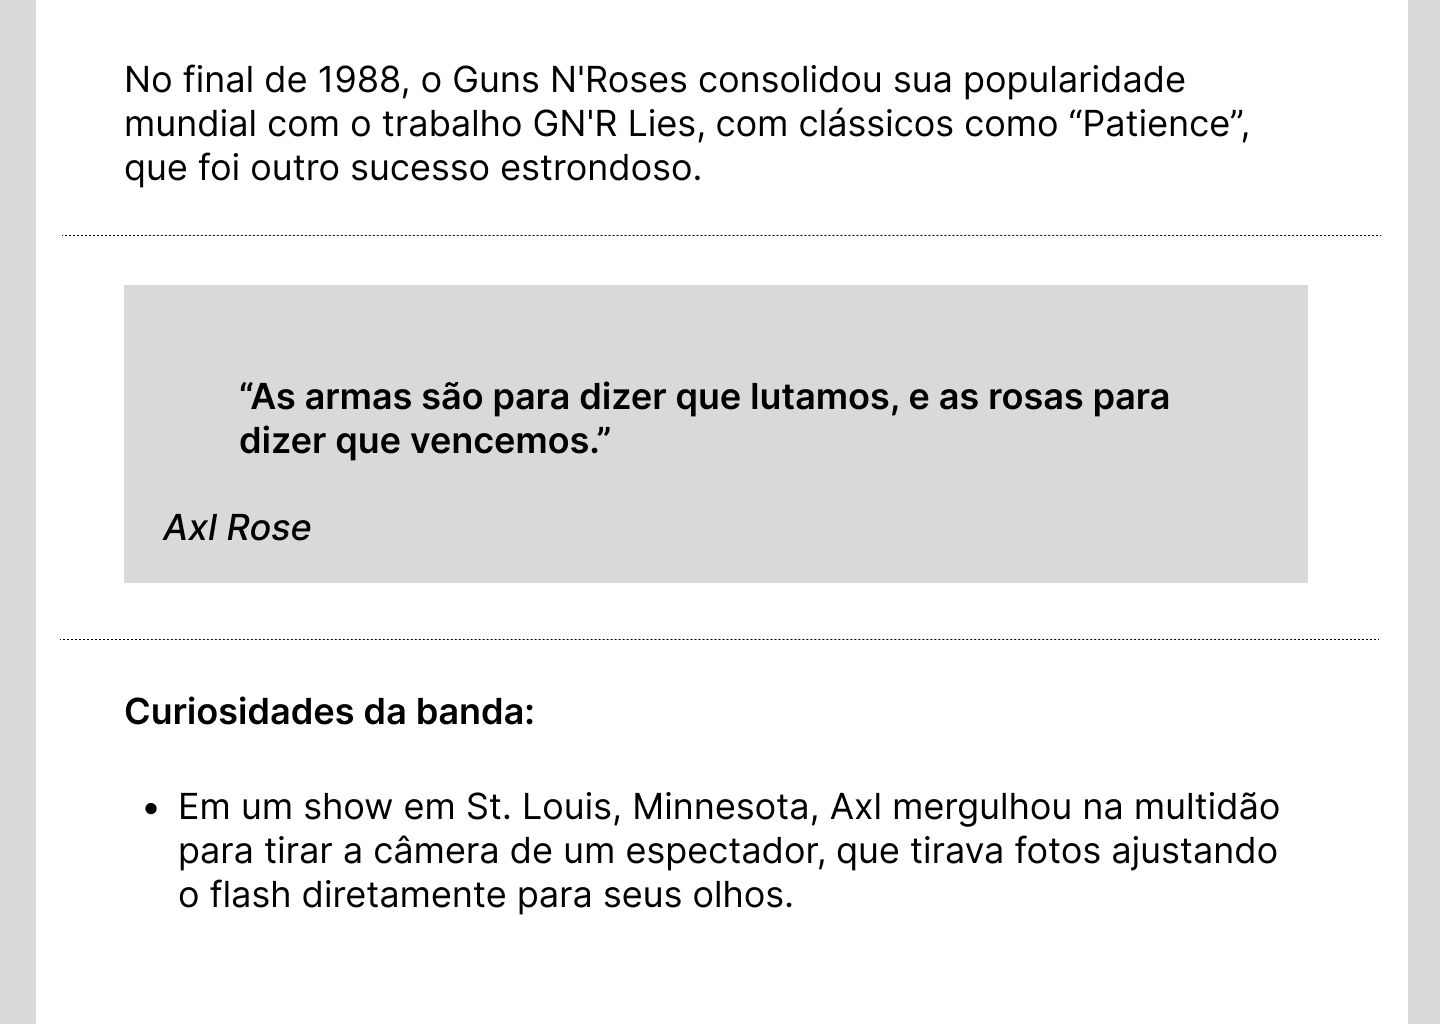 No final de 1988, o Guns N'Roses consolidou sua popularidade
mundial com o trabalho GN'R Lies, com clássicos como “Patience”,
que foi outro sucesso estrondoso.
“As armas são para dizer que lutamos, e as rosas para
dizer que vencemos.”
Axl Rose
Curiosidades da banda:
• Em um show em St. Louis, Minnesota, Axl mergulhou na multidão
para tirar a câmera de um espectador, que tirava fotos ajustando
o flash diretamente para seus olhos.